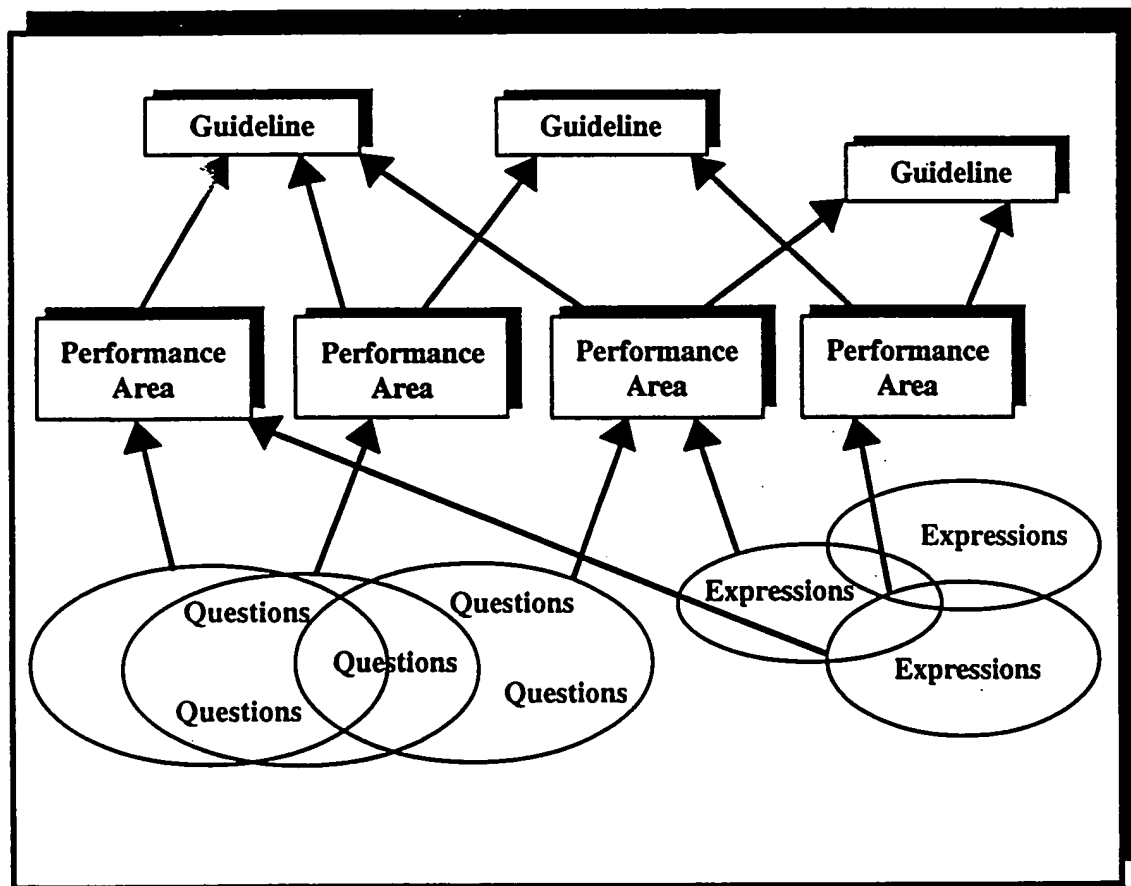 Guideline
Guideline
Guideline
Performance
Area
Performance
Area
Performance
Area
Performance
Area
Expressions
Expressions
Questions
Questions
Questions
Expressions
Questions
Questions